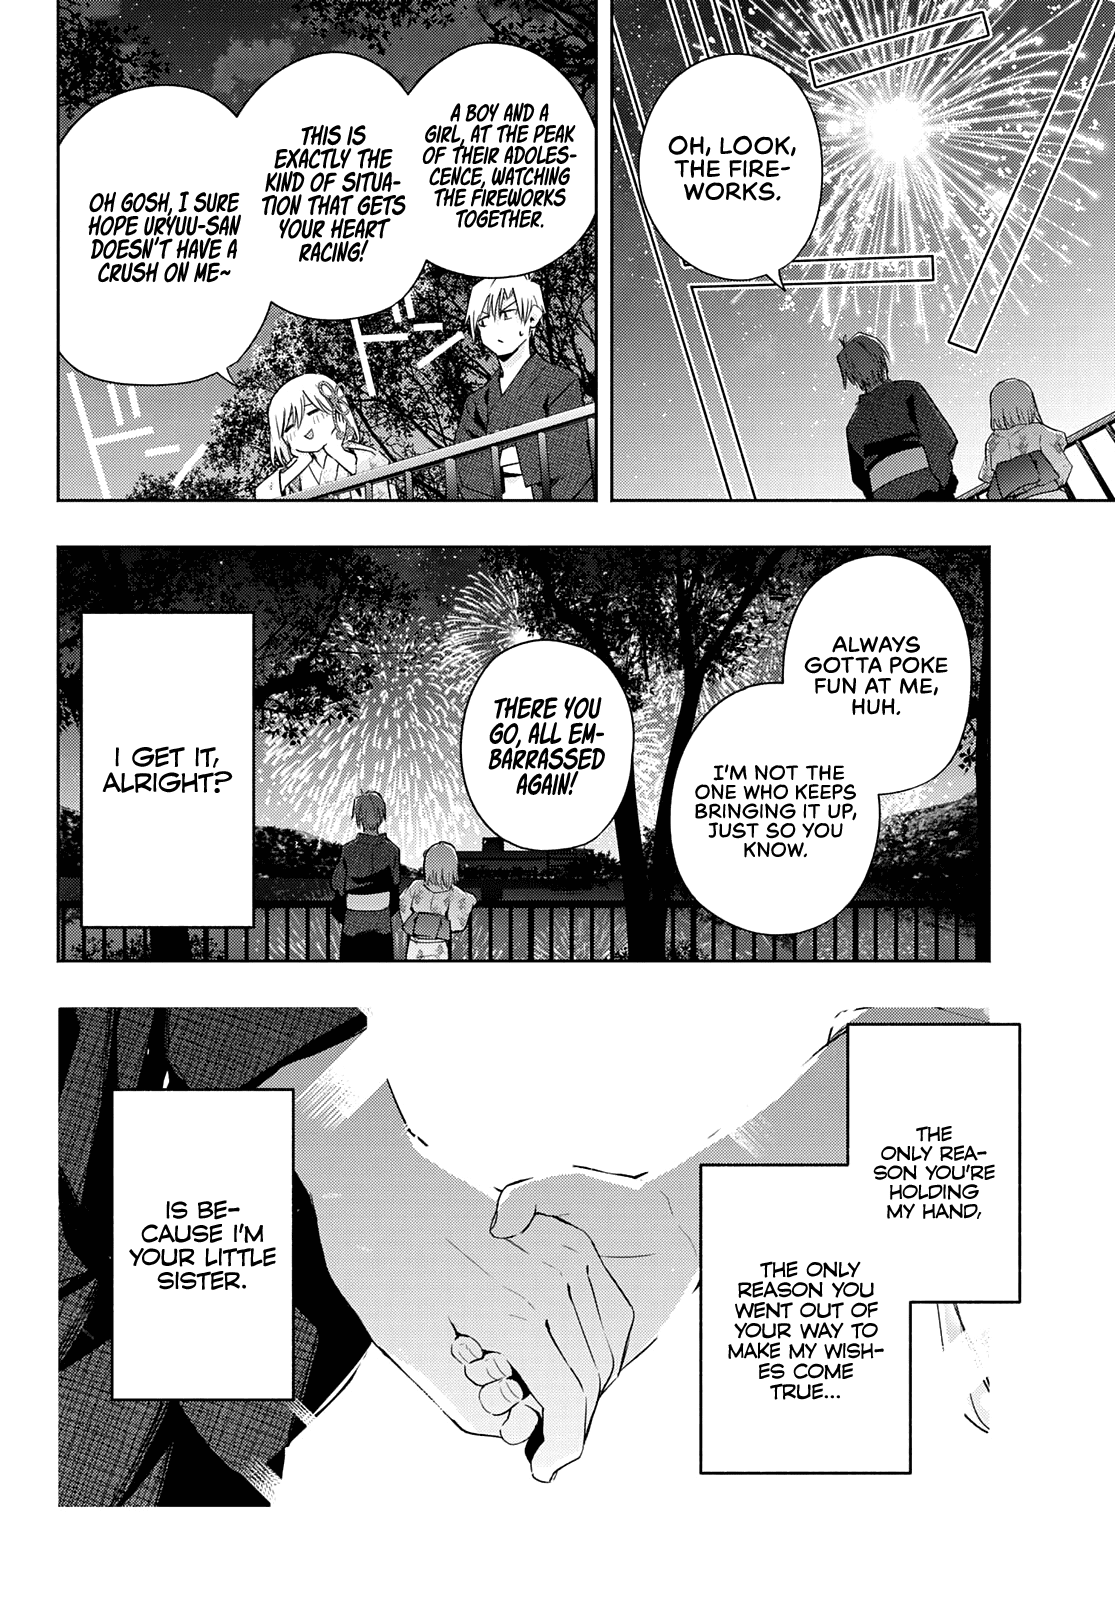 OH, LOOK,
THE FIRE-
WORKS.
A BOY AND A
GIRL, AT THE PEAK
OF THEIR ADOLES-
CENCE, WATCHING
THE FIREWORKS
TOGETHER.
THIS IS
EXACTLY THE
KIND OF SITUA-
TION THAT GETS
YOUR HEART
RACING!
OH GOSH, I SURE
HOPE URYUU-SAN
DOESN'T HAVE A
CRUSH ON ME~
ドド
ドド
ALWAYS
GOTTA POKE
FUN AT ME,
HUH.
I'M NOT THE
ONE WHO KEEPS
BRINGING IT UP,
JUST SO YOU
KNOW.
THERE YOU
GO, ALL EM-
BARRASSED
AGAIN!
I GET IT,
ALRIGHT?
THE
ONLY REA-
SON YOU'RE
HOLDING
MY HAND,
THE ONLY
REASON YOU
WENT OUT OF
YOUR WAY TO
MAKE MY WISH-
ES COME
TRUE...
IS BE-
CAUSE I'M
YOUR LITTLE
SISTER.